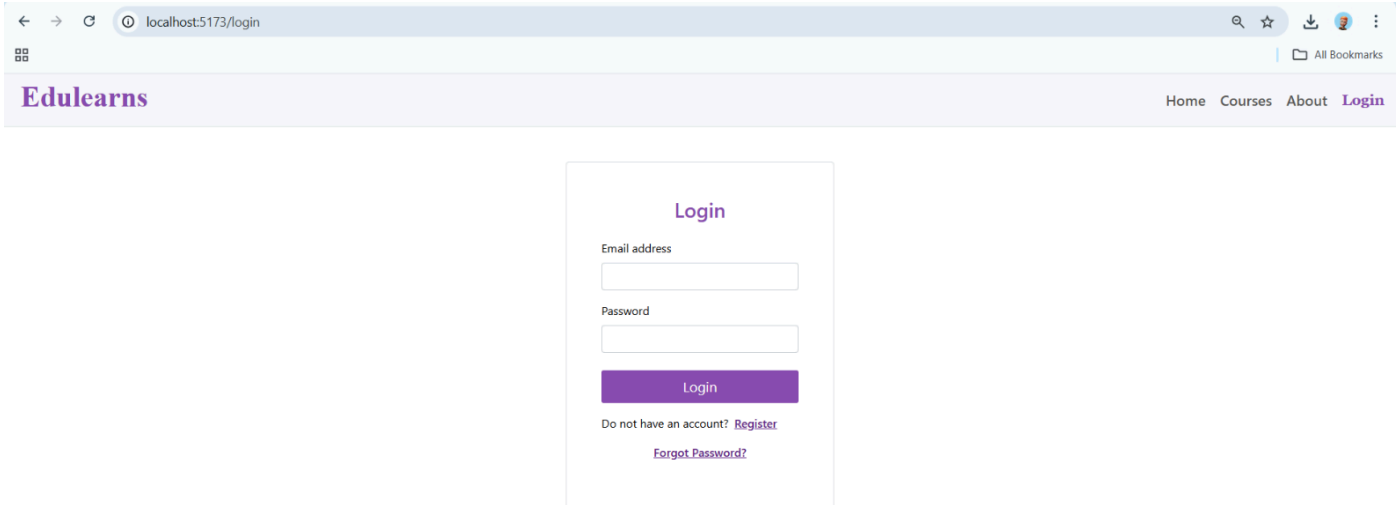 localhost:5173/login
All Bookmarks
Edulearns
Home Courses About Login
Login
Email address
Password
Login
Do not have an account? Register
Forgot Password?